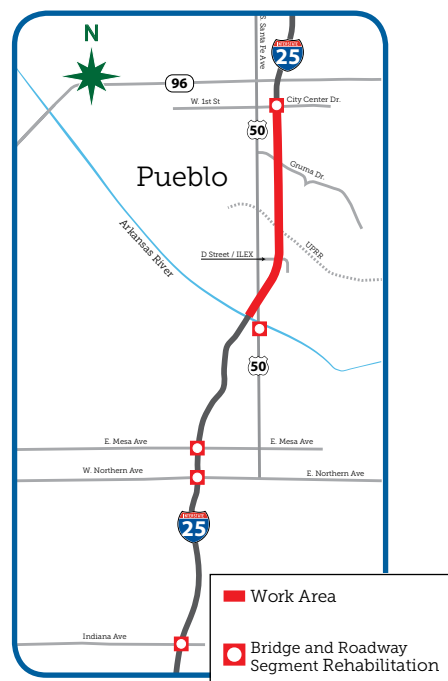 N
S. Santa Fe Ave
INTERSTATE
25
96
W. 1st St
City Center Dr.
50
Gruma Dr.
Pueblo
UPRR
Arkansas River
D Street / ILEX
50
E. Mesa Ave
E. Mesa Ave
W. Northern Ave
E. Northern Ave
INTERSTATE
25
Indiana Ave
Work Area
Bridge and Roadway
Segment Rehabilitation